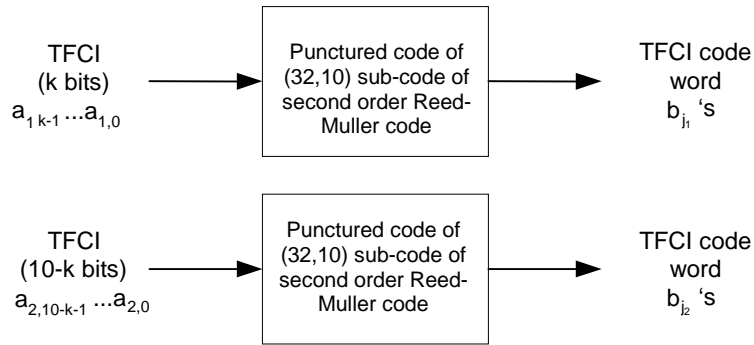 TFCI
(k bits)
a1 k-1 ...a1,0
Punctured code of
(32,10) sub-code of
second order Reed-
Muller code
TFCI code
word
bj1 ‘s
TFCI
(10-k bits)
a2,10-k-1 ...a2,0
Punctured code of
(32,10) sub-code of
second order Reed-
Muller code
TFCI code
word
bj2 ‘s